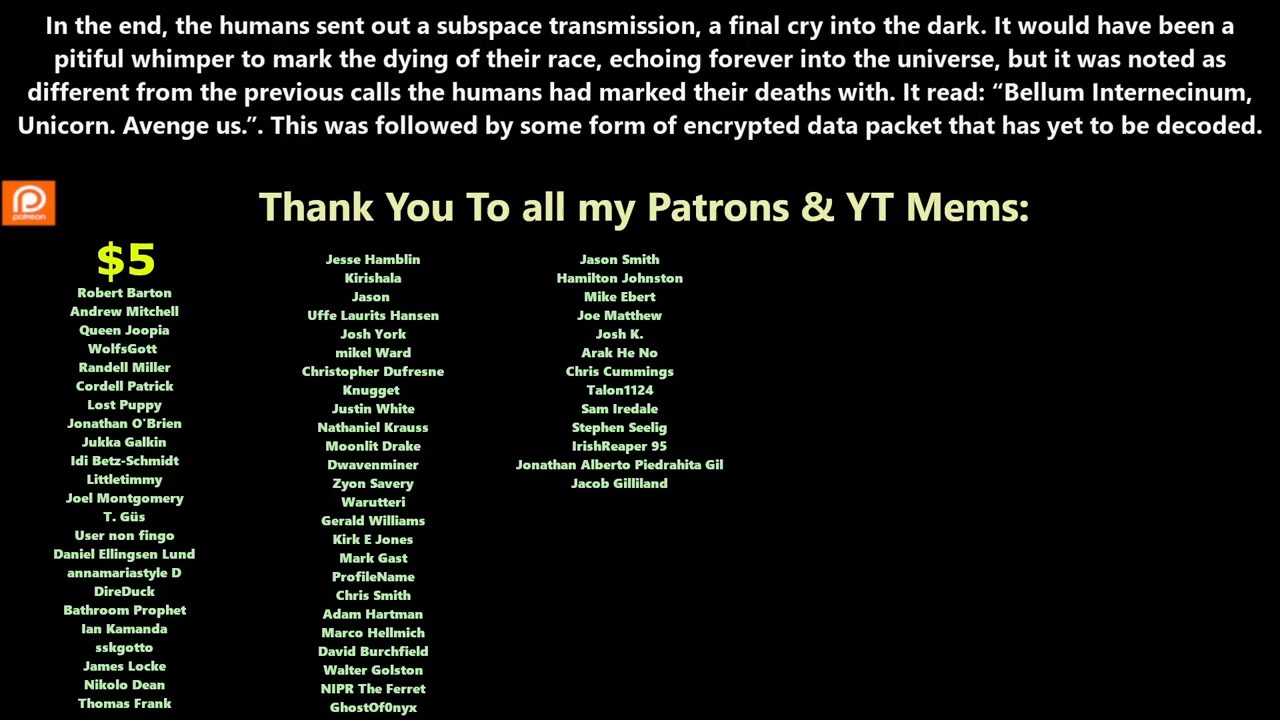 In the end, the humans sent out a subspace transmission, a final cry into the dark. It would have been a
pitiful whimper to mark the dying of their race, echoing forever into the universe, but it was noted as
different from the previous calls the humans had marked their deaths with. It read: “Bellum Internecinum,
Unicorn. Avenge us.”. This was followed by some form of encrypted data packet that has yet to be decoded.
patreon
Thank You To all my Patrons & YT Mems:
$5
Robert Barton
Andrew Mitchell
Queen Joopia
WolfsGott
Randell Miller
Cordell Patrick
Lost Puppy
Jonathan O'Brien
Jukka Galkin
Idi Betz-Schmidt
Littletimmy
Joel Montgomery
T. Güs
User non fingo
Daniel Ellingsen Lund
annamariastyle D
DireDuck
Bathroom Prophet
Ian Kamanda
sskgotto
James Locke
Nikolo Dean
Thomas Frank
Jesse Hamblin
Kirishala
Jason
Uffe Laurits Hansen
Josh York
mikel Ward
Christopher Dufresne
Knugget
Justin White
Nathaniel Krauss
Moonlit Drake
Dwavenminer
Zyon Savery
Warutteri
Gerald Williams
Kirk E Jones
Mark Gast
ProfileName
Chris Smith
Adam Hartman
Marco Hellmich
David Burchfield
Walter Golston
NIPR The Ferret
GhostOf0nyx
Jason Smith
Hamilton Johnston
Mike Ebert
Joe Matthew
Josh K.
Arak He No
Chris Cummings
Talon1124
Sam Iredale
Stephen Seelig
IrishReaper 95
Jonathan Alberto Piedrahita Gil
Jacob Gilliland